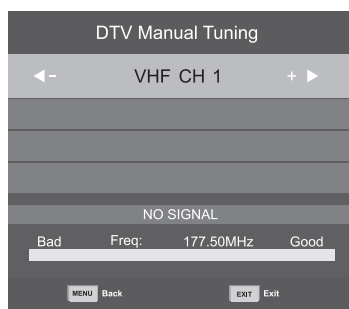 DTV Manual Tuning
- VHF CH 1 +
NO SIGNAL
Bad Freq: 177.50MHz Good
MENU Back EXIT Exit